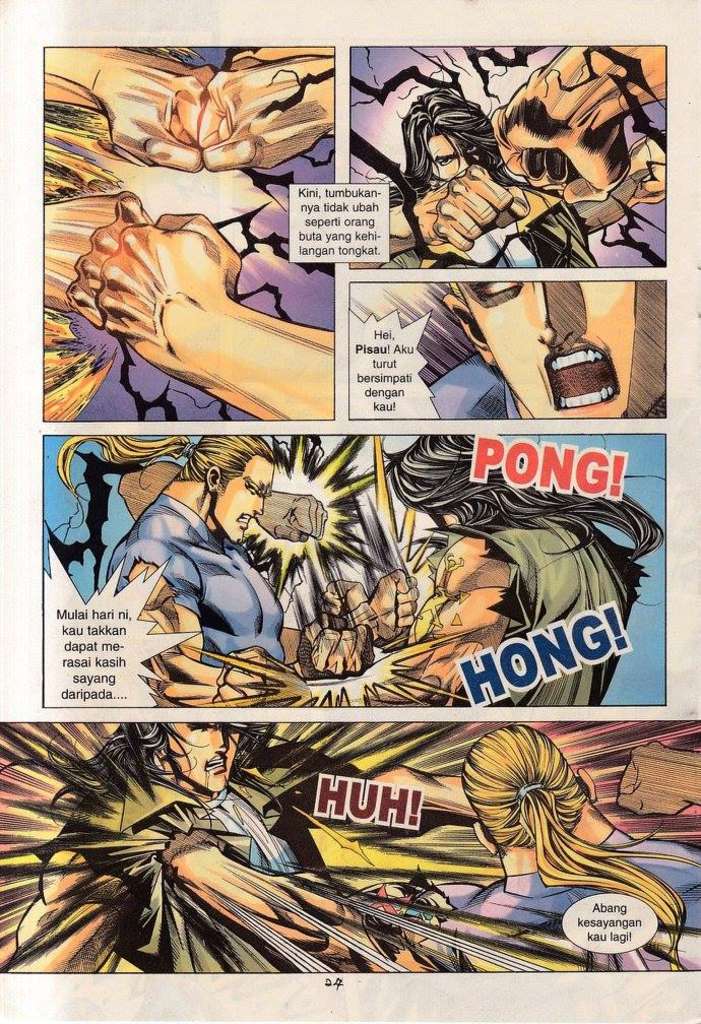 Kini, tumbukan-
nya tidak ubah
seperti orang
buta yang kehi-
langan tongkat.
Hei,
Pisau! Aku
turut
bersimpati
dengan
kau!
PONG!
Mulai hari ni,
kau takkan
dapat me-
rasai kasih
sayang
daripada....
HONG!
HUH!
Abang
kesayangan
kau lagi!
24